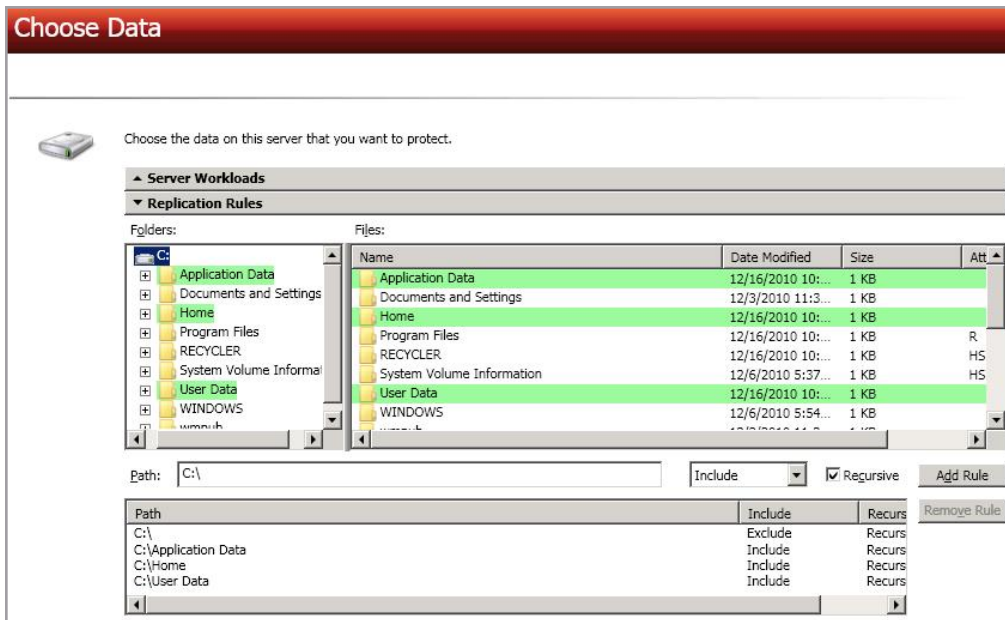 Choose Data
Choose the data on this server that you want to protect.
Server Workloads
Replication Rules
Folders:
Files:
C:
Application Data
Documents and Settings
Home
Program Files
RECYCLER
System Volume Informa
User Data
WINDOWS
Name Date Modified Size Att
Application Data 12/16/2010 10:... 1 KB
Documents and Settings 12/3/2010 11:3... 1 KB
Home 12/16/2010 10:... 1 KB
Program Files 12/16/2010 10:... 1 KB R
RECYCLER 12/16/2010 10:... 1 KB HS
System Volume Information 12/6/2010 5:37... 1 KB HS
User Data 12/16/2010 10:... 1 KB
WINDOWS 12/6/2010 5:54... 1 KB
Path: C:\ Include Recursive Add Rule
Path Include Recurs Remove Rule
C:\ Exclude Recurs
C:\Application Data Include Recurs
C:\Home Include Recurs
C:\User Data Include Recurs